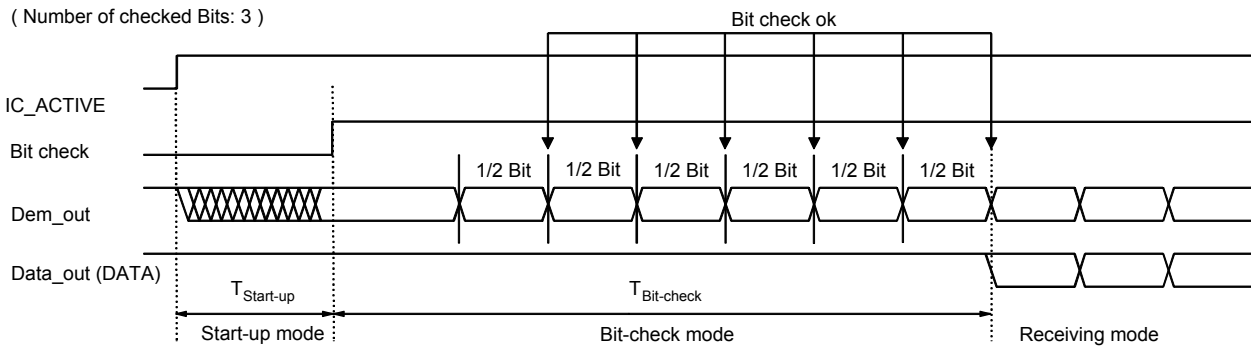 ( Number of checked Bits: 3 )
Bit check ok
IC_ACTIVE
Bit check
1/2 Bit 1/2 Bit 1/2 Bit 1/2 Bit 1/2 Bit 1/2 Bit
Dem_out
Data_out (DATA)
TStart-up TBit-check
Start-up mode Bit-check mode Receiving mode